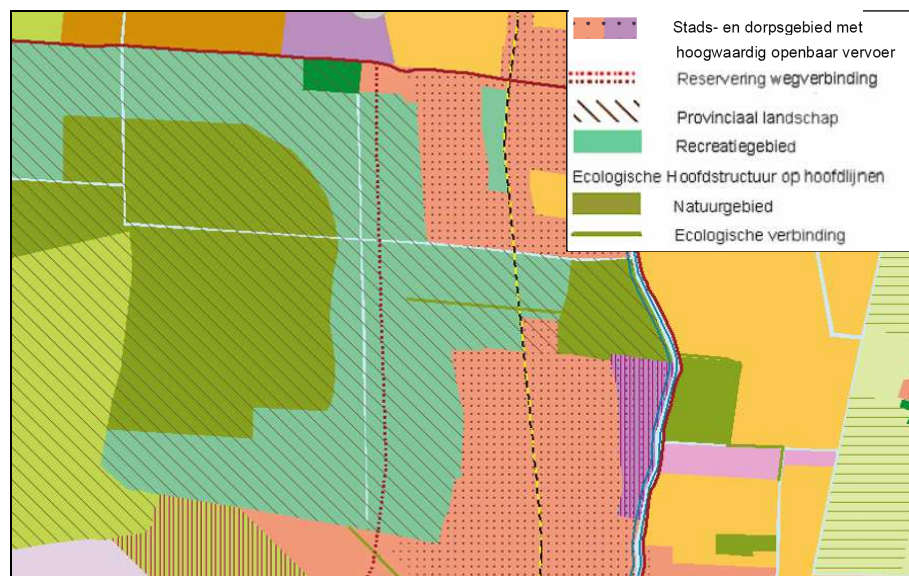 Stads- en dorpsgebied met
hoogwaardig openbaar vervoer
Reservering wegverbinding
Provinciaal landschap
Recreatiegebied
Ecologische Hoofdstructuur op hoofdlijnen
Natuurgebied
Ecologische verbinding